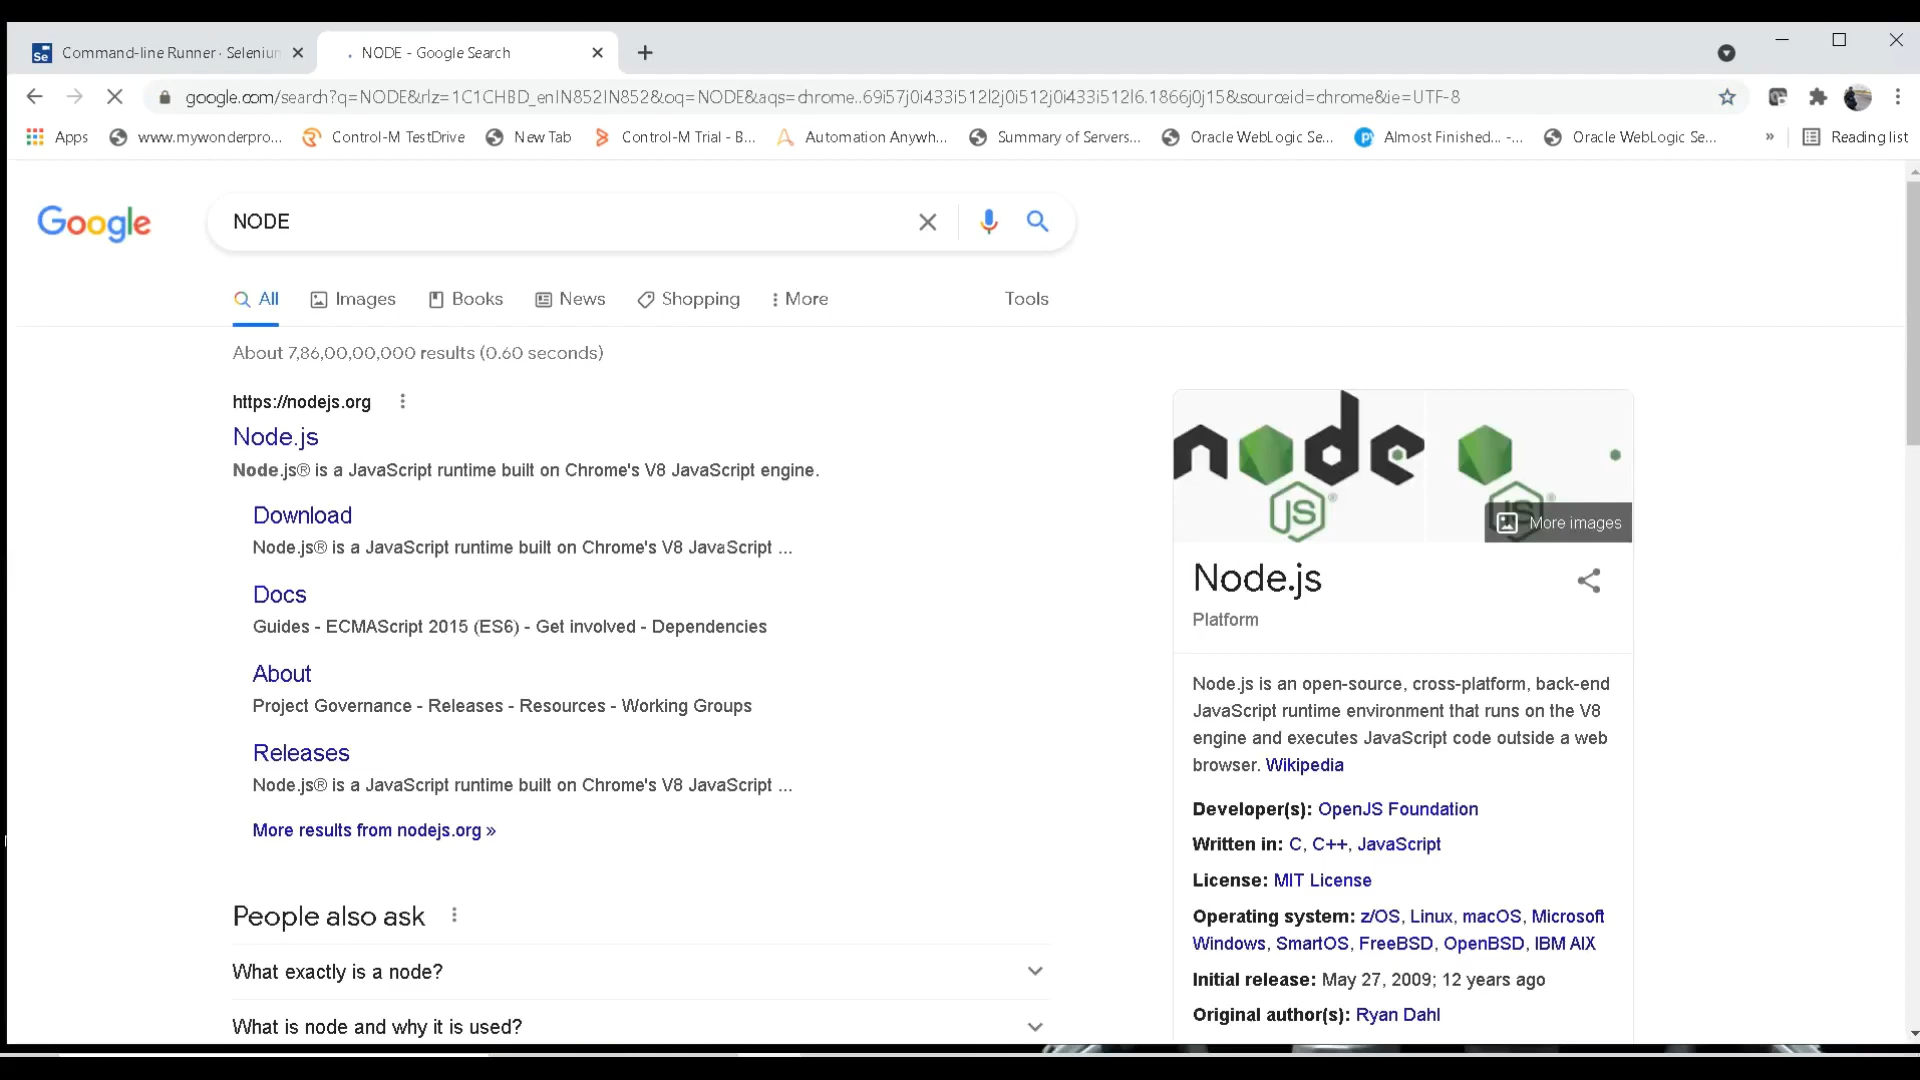 Command-line Runner · Seleniun
NODE - Google Search
google.com/search?q=NODE&rlz=1C1CHBD_enIN852IN852&oq=NODE&aqs=chrome..69i57j0i433i512l2j0i512j0i433i512l6.1866j0j15&sourceid=chrome&ie=UTF-8
Apps
www.mywonderpro...
Control-M TestDrive
New Tab
Control-M Trial - B...
Automation Anywh...
Summary of Servers...
Oracle WebLogic Se...
Almost Finished... -...
Oracle WebLogic Se...
»
Reading list
Google
NODE
All
Images
Books
News
Shopping
More
Tools
About 7,86,00,00,000 results (0.60 seconds)
https://nodejs.org
Node.js
Node.js® is a JavaScript runtime built on Chrome's V8 JavaScript engine.
Download
Node.js® is a JavaScript runtime built on Chrome's V8 JavaScript ...
Docs
Guides - ECMAScript 2015 (ES6) - Get involved - Dependencies
About
Project Governance - Releases - Resources - Working Groups
Releases
Node.js® is a JavaScript runtime built on Chrome's V8 JavaScript ...
More results from nodejs.org »
People also ask
What exactly is a node?
What is node and why it is used?
node
JS
JS
More images
Node.js
Platform
Node.js is an open-source, cross-platform, back-end
JavaScript runtime environment that runs on the V8
engine and executes JavaScript code outside a web
browser. Wikipedia
Developer(s): OpenJS Foundation
Written in: C, C++, JavaScript
License: MIT License
Operating system: z/OS, Linux, macOS, Microsoft
Windows, SmartOS, FreeBSD, OpenBSD, IBM AIX
Initial release: May 27, 2009; 12 years ago
Original author(s): Ryan Dahl